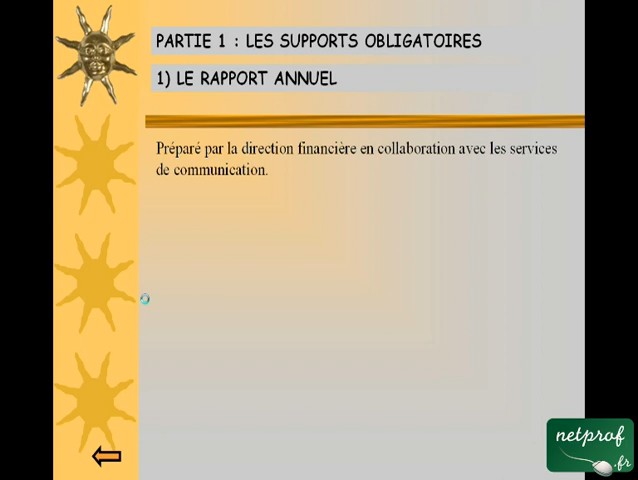 PARTIE 1 : LES SUPPORTS OBLIGATOIRES
1) LE RAPPORT ANNUEL
Préparé par la direction financière en collaboration avec les services
de communication.
netprof
.fr